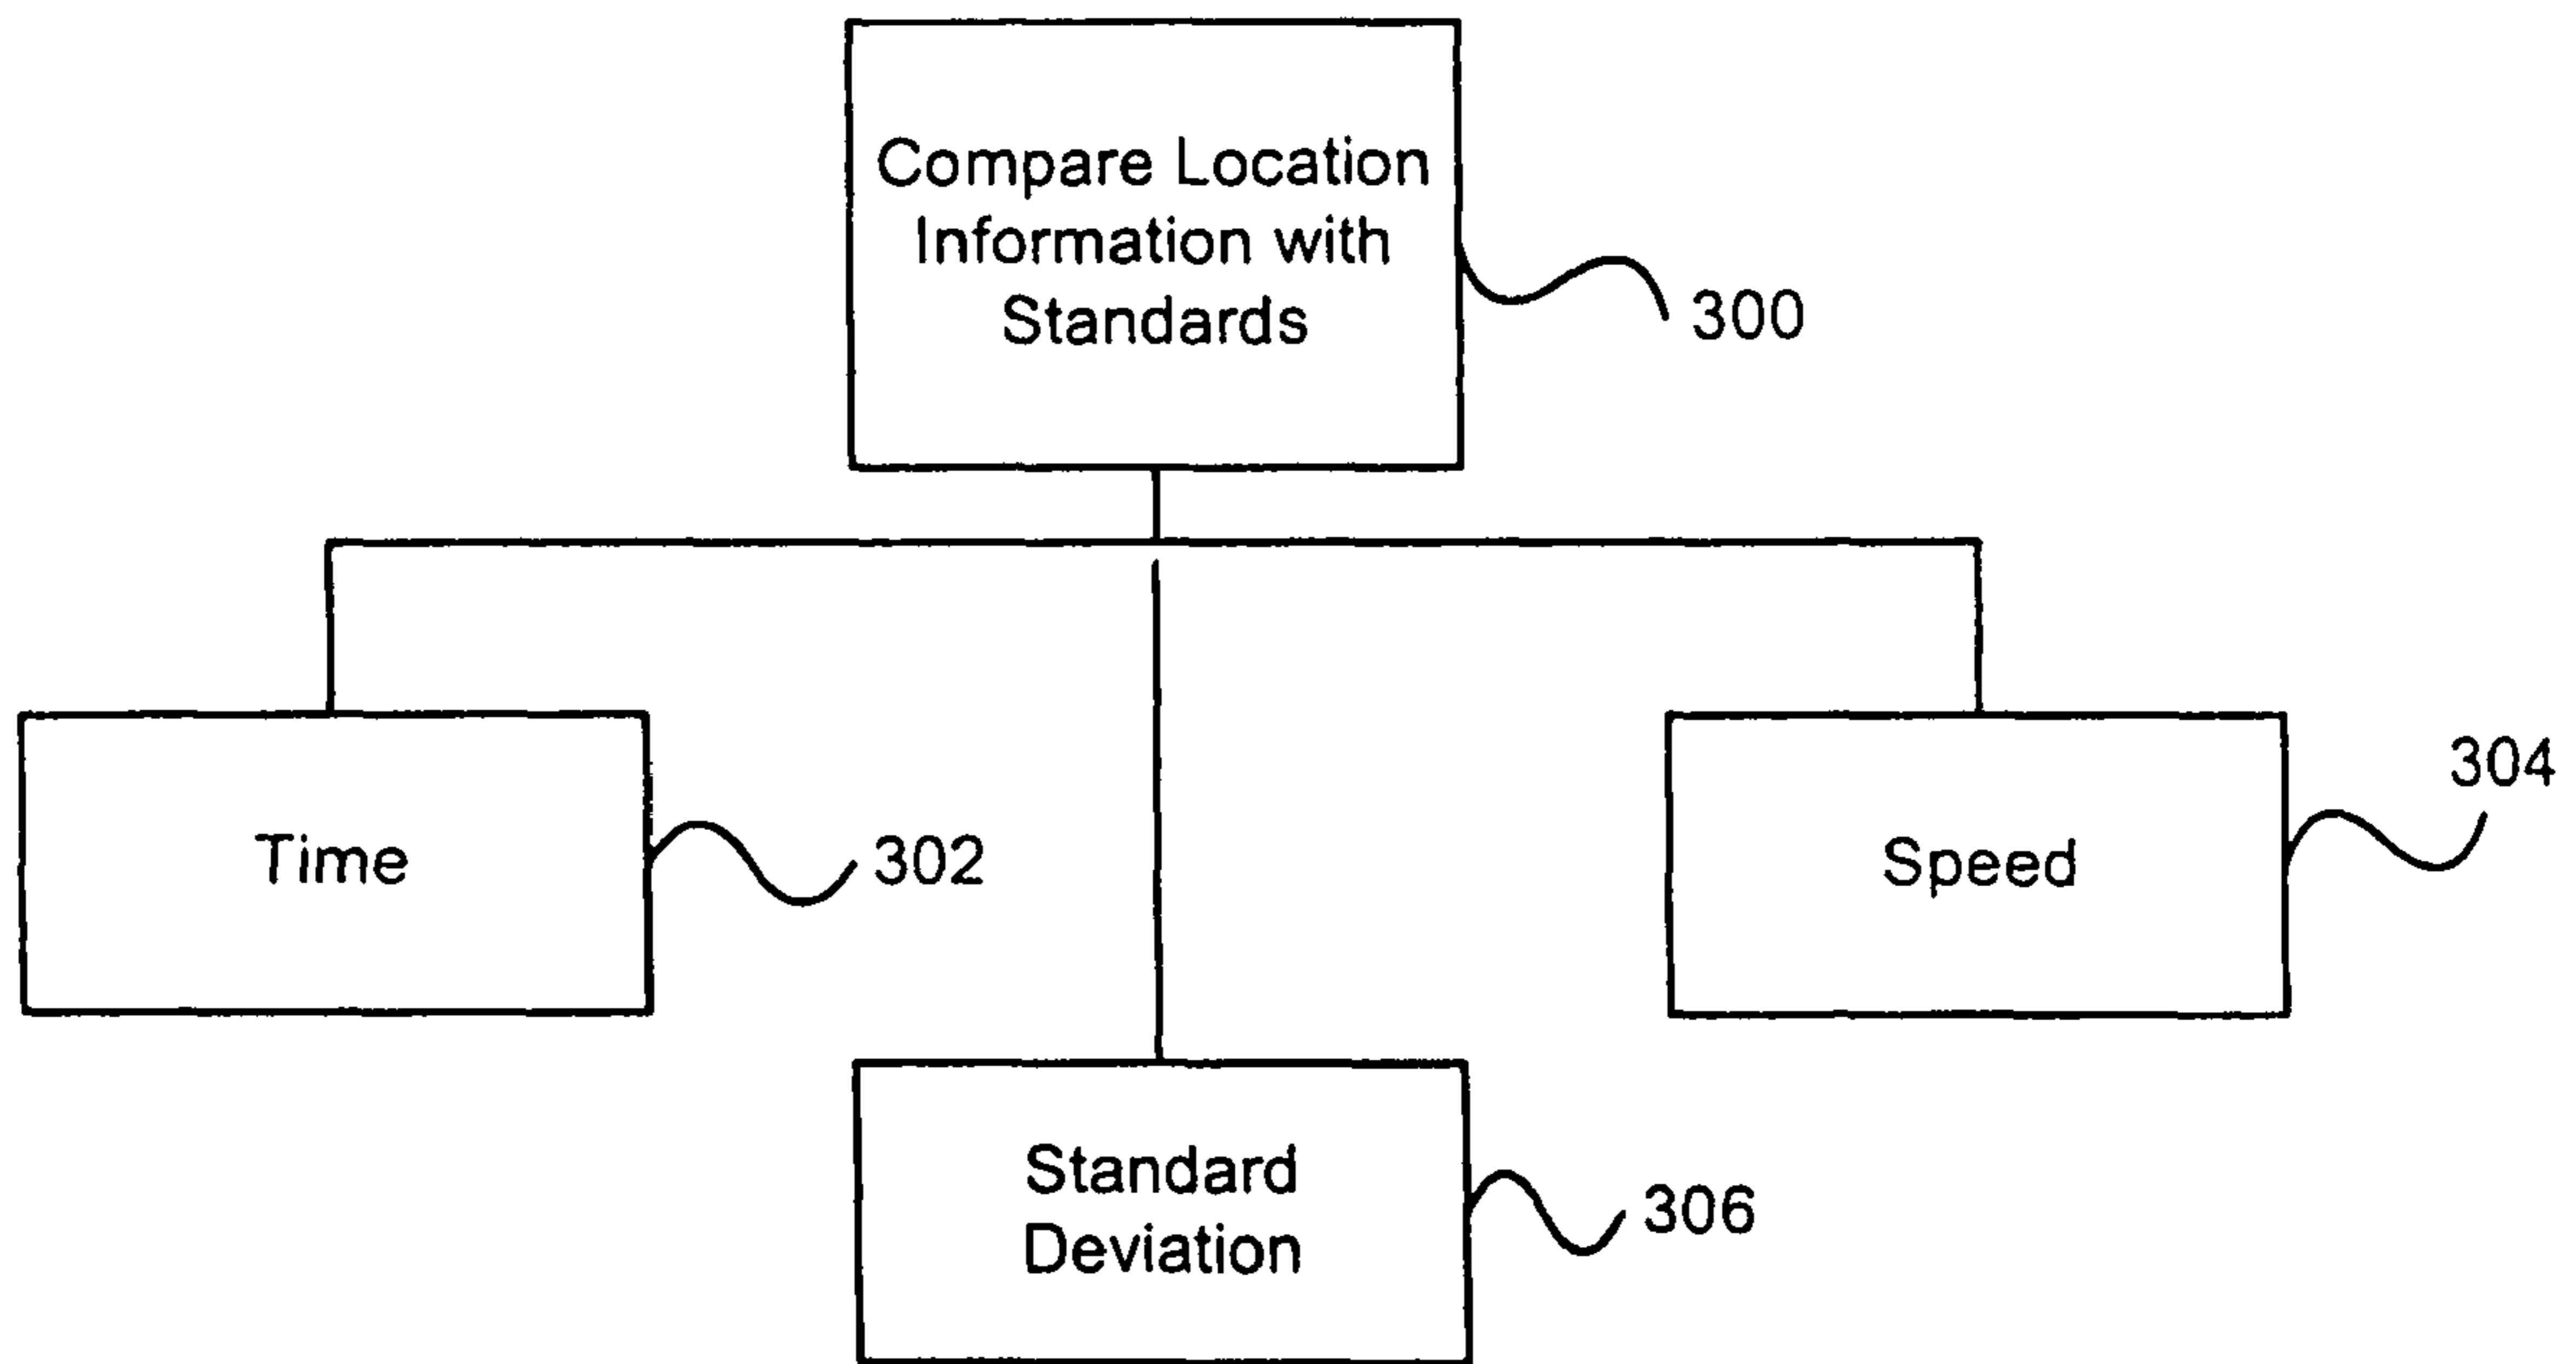 Compare Location
Information with
Standards
300
Time
302
Speed
304
Standard
Deviation
306